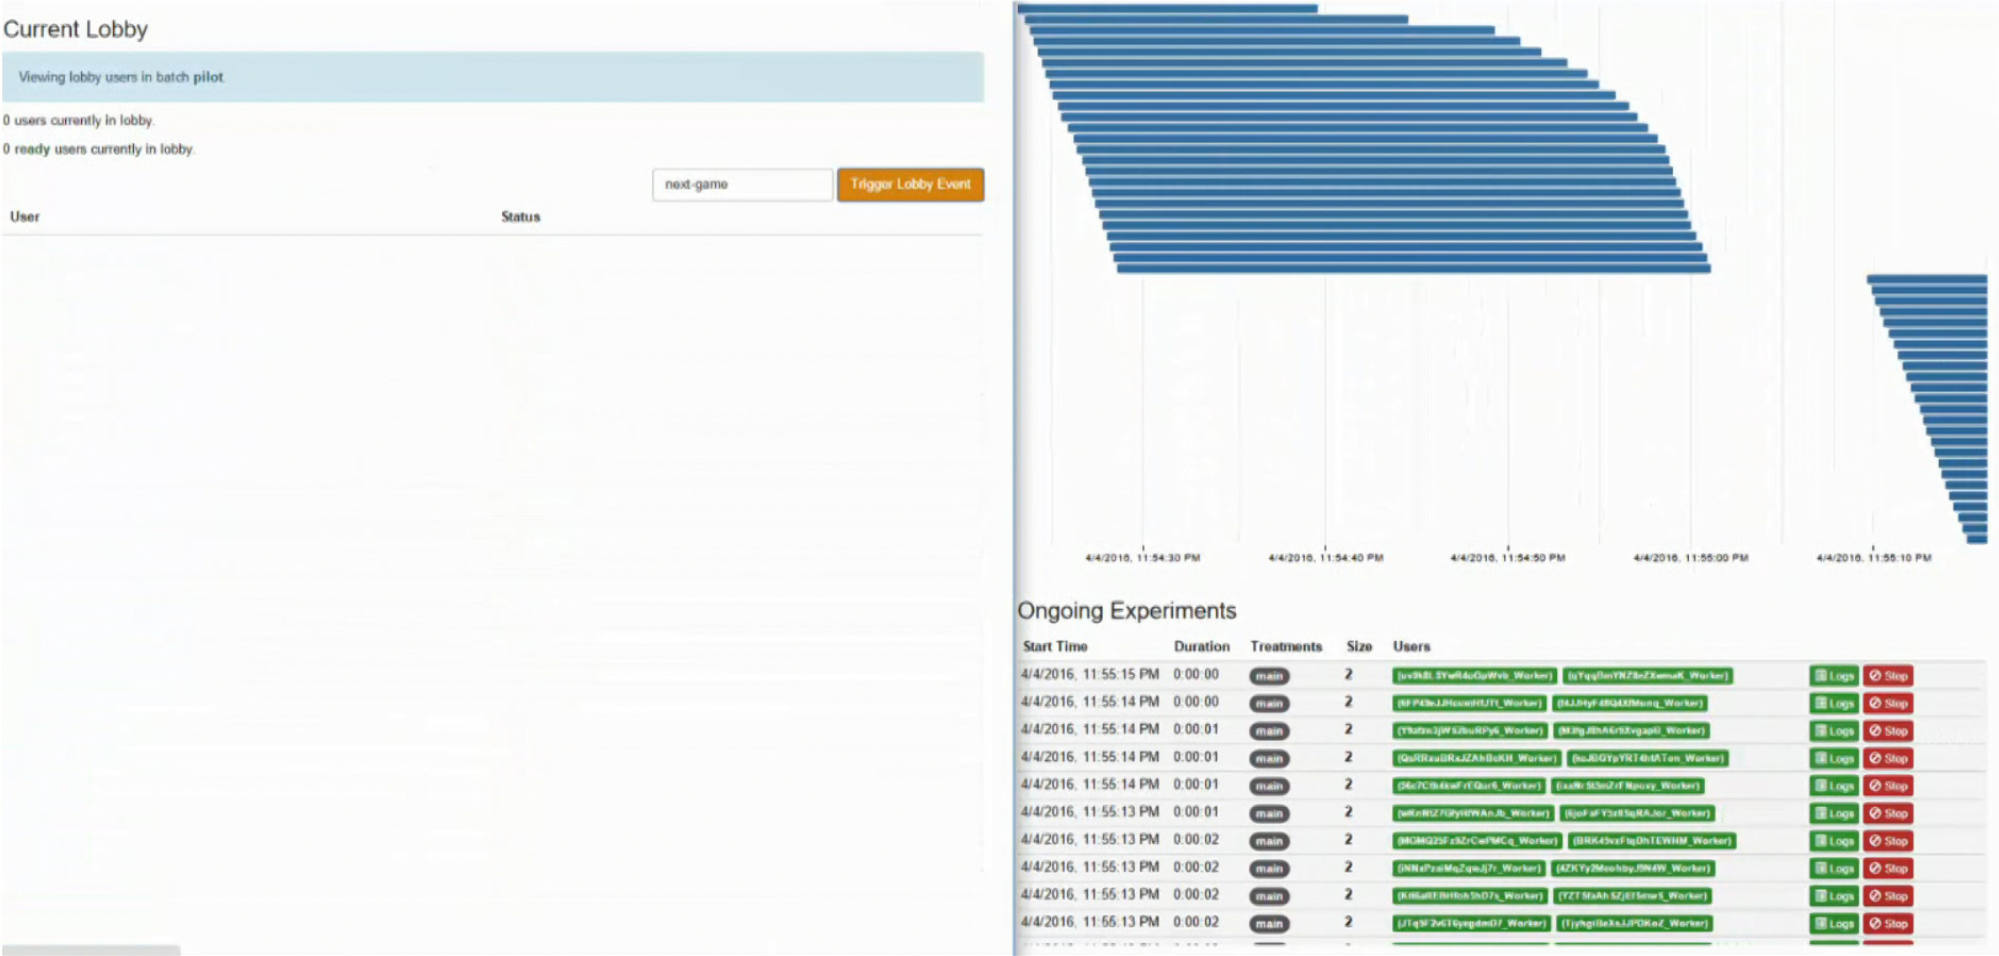 Current Lobby
Viewing lobby users in batch pilot
0 users currently in lobby.
0 ready users currently in lobby.
next-game Trigger Lobby Event
User Status
4/4/2016, 11:54:30 PM 4/4/2016, 11:54:40 PM 4/4/2016, 11:54:50 PM 4/4/2016, 11:55:00 PM 4/4/2016, 11:55:10 PM
Ongoing Experiments
Start Time Duration Treatments Size Users
4/4/2016, 11:55:15 PM 0:00:00 main 2 Logs Stop
4/4/2016, 11:55:14 PM 0:00:00 main 2 Logs Stop
4/4/2016, 11:55:14 PM 0:00:01 main 2 Logs Stop
4/4/2016, 11:55:14 PM 0:00:01 main 2 Logs Stop
4/4/2016, 11:55:14 PM 0:00:01 main 2 Logs Stop
4/4/2016, 11:55:13 PM 0:00:01 main 2 Logs Stop
4/4/2016, 11:55:13 PM 0:00:02 main 2 Logs Stop
4/4/2016, 11:55:13 PM 0:00:02 main 2 Logs Stop
4/4/2016, 11:55:13 PM 0:00:02 main 2 Logs Stop
4/4/2016, 11:55:13 PM 0:00:02 main 2 Logs Stop